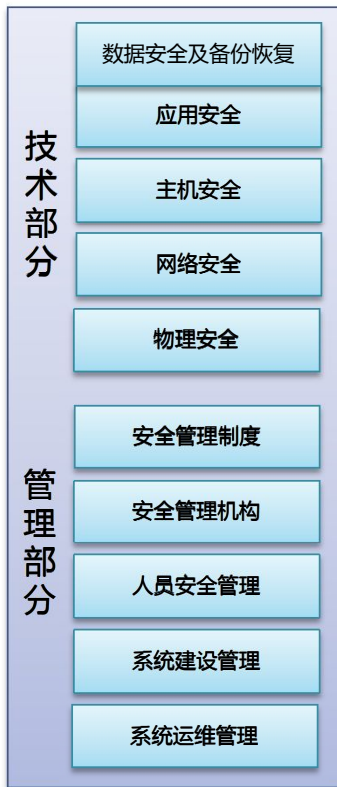 技术部分
数据安全及备份恢复
应用安全
主机安全
网络安全
物理安全
管理部分
安全管理制度
安全管理机构
人员安全管理
系统建设管理
系统运维管理